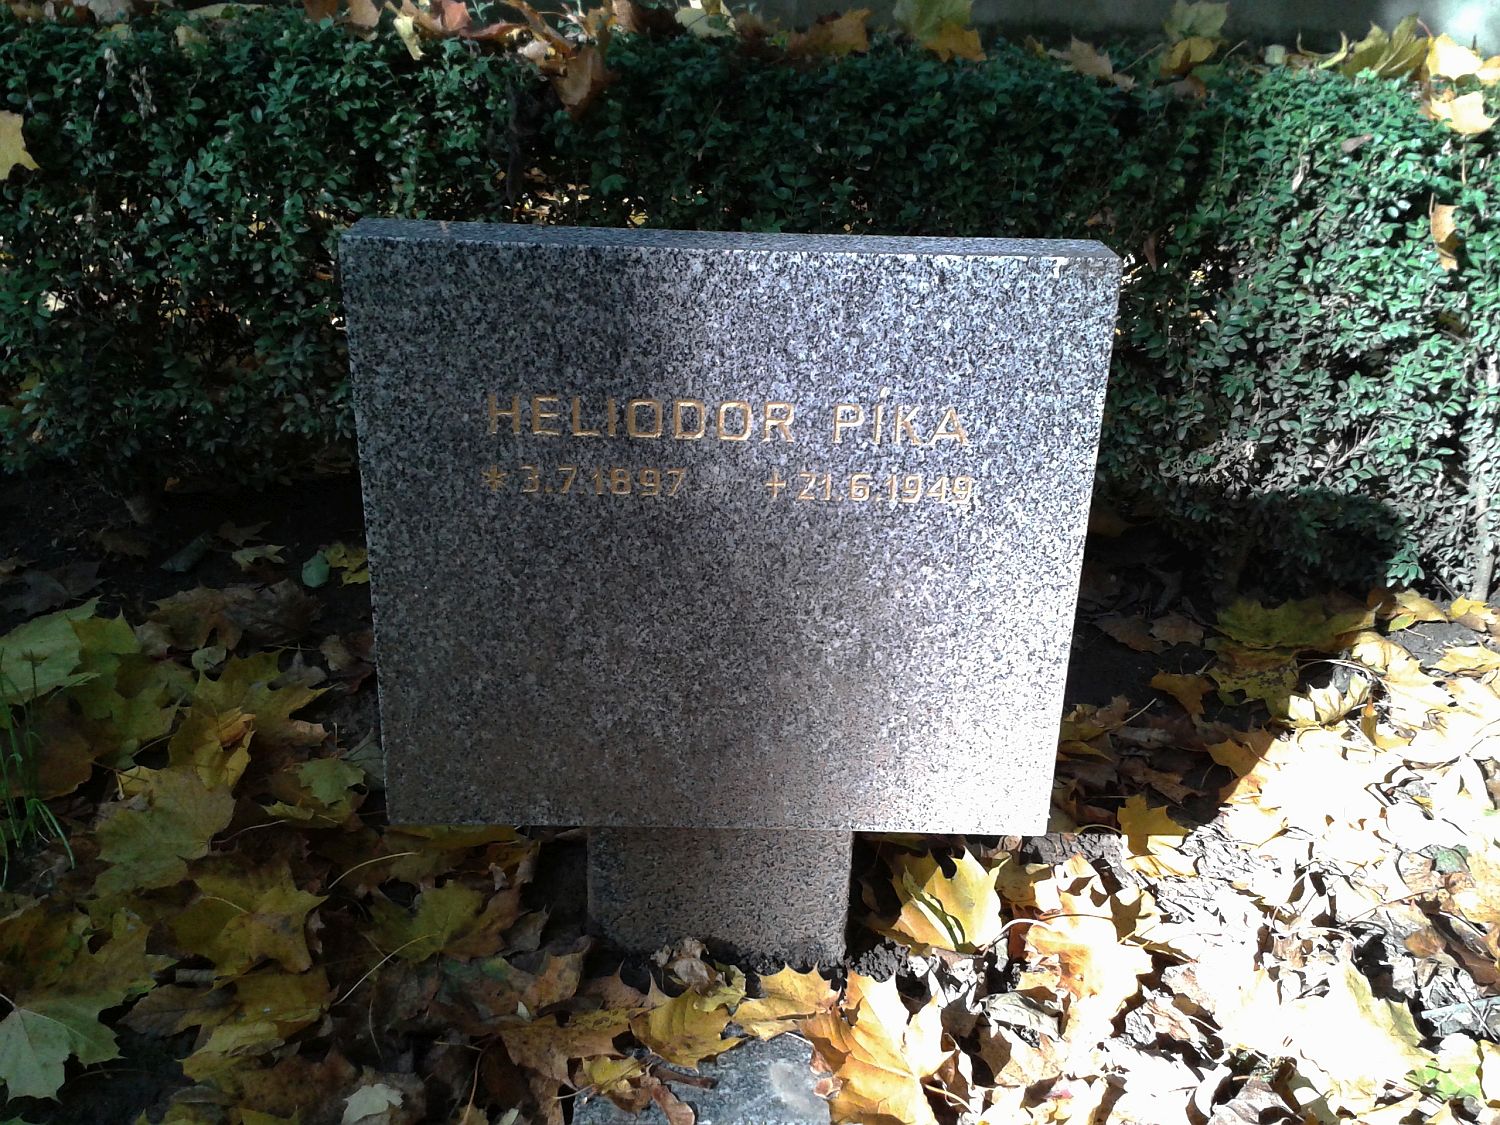 HELIODOR PÍKA
* 3.7.1897 + 21.6.1949